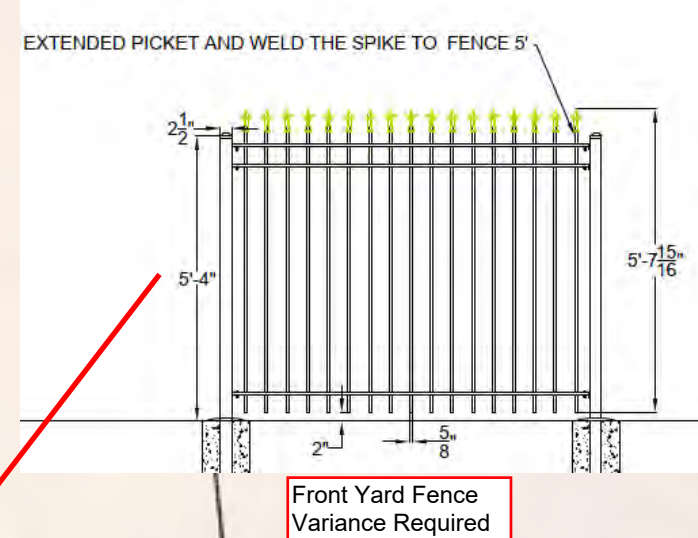 EXTENDED PICKET AND WELD THE SPIKE TO FENCE 5'
2 1/2"
5'-4"
5'-7 15/16"
2"
5/8"
Front Yard Fence
Variance Required